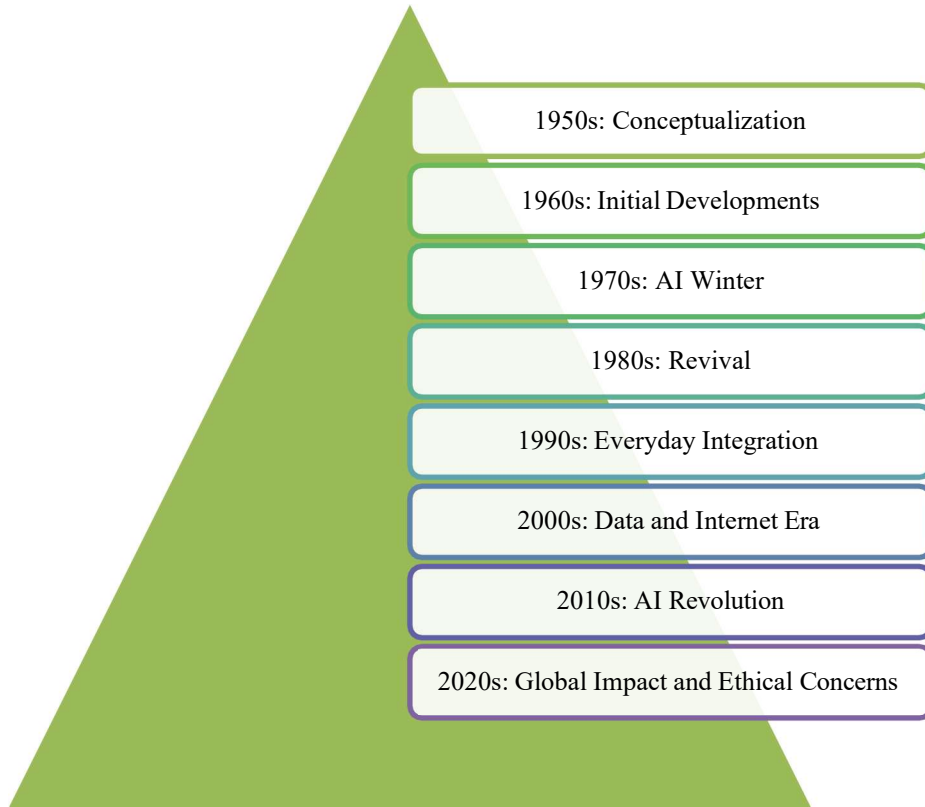 1950s: Conceptualization
1960s: Initial Developments
1970s: AI Winter
1980s: Revival
1990s: Everyday Integration
2000s: Data and Internet Era
2010s: AI Revolution
2020s: Global Impact and Ethical Concerns